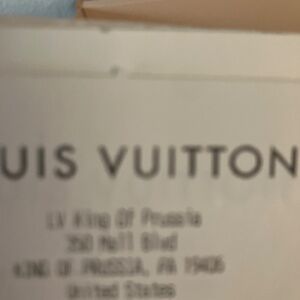 UIS VUITTON
LV King Of Prussia
350 Mall Blvd
KING OF PRUSSIA, PA 19406
United States